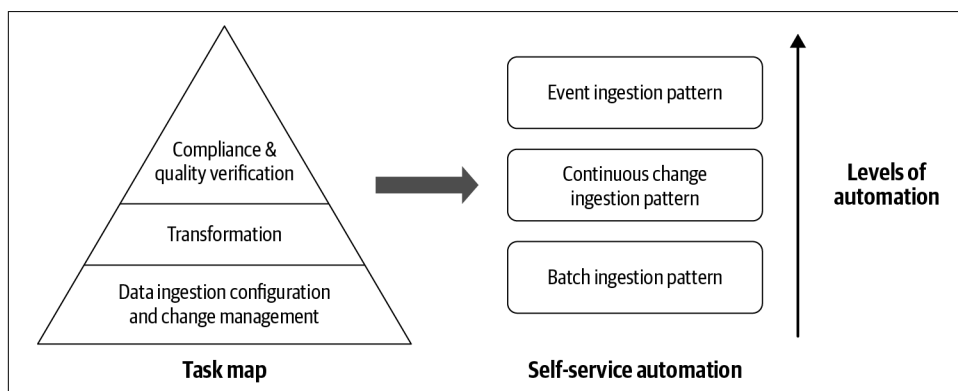 Compliance &
quality verification
Transformation
Data ingestion configuration
and change management
Task map
Event ingestion pattern
Continuous change
ingestion pattern
Batch ingestion pattern
Self-service automation
Levels of
automation